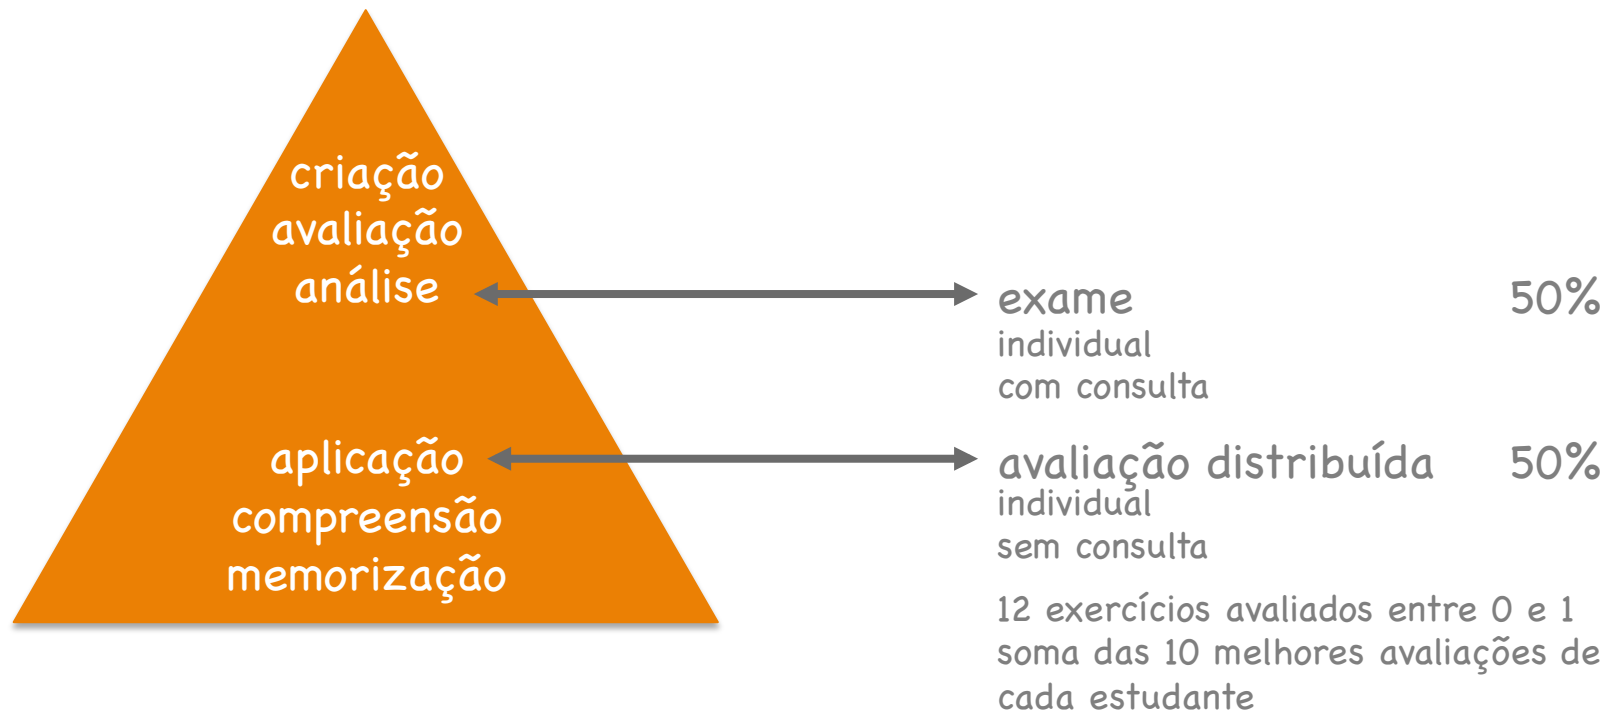 criação
avaliação
análise
aplicação
compreensão
memorização
exame 50%
individual
com consulta
avaliação distribuída 50%
individual
sem consulta
12 exercícios avaliados entre 0 e 1
soma das 10 melhores avaliações de
cada estudante